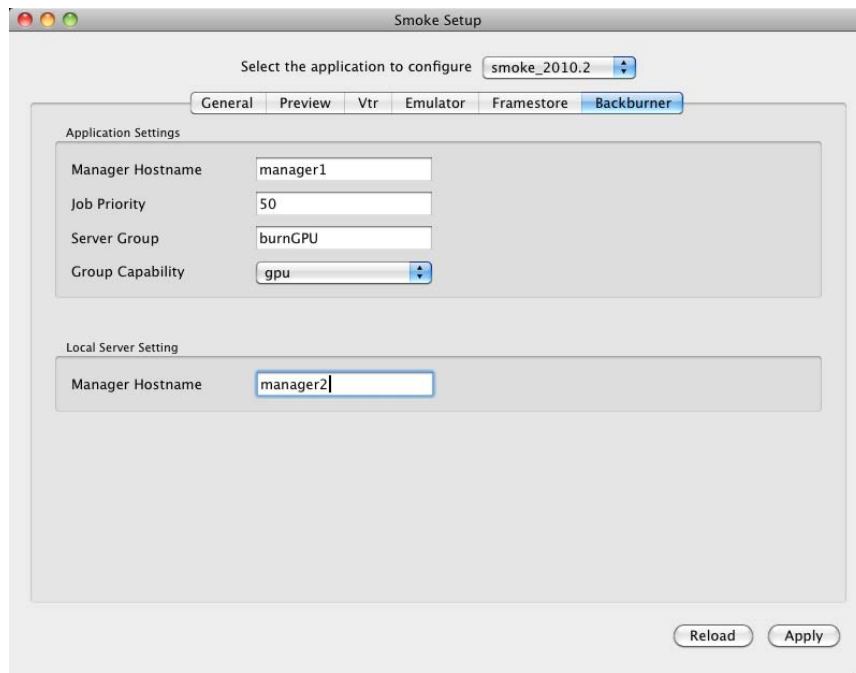 Smoke Setup
Select the application to configure smoke_2010.2
General Preview Vtr Emulator Framestore Backburner
Application Settings
Manager Hostname manager1
Job Priority 50
Server Group burnGPU
Group Capability gpu
Local Server Setting
Manager Hostname manager2
Reload Apply